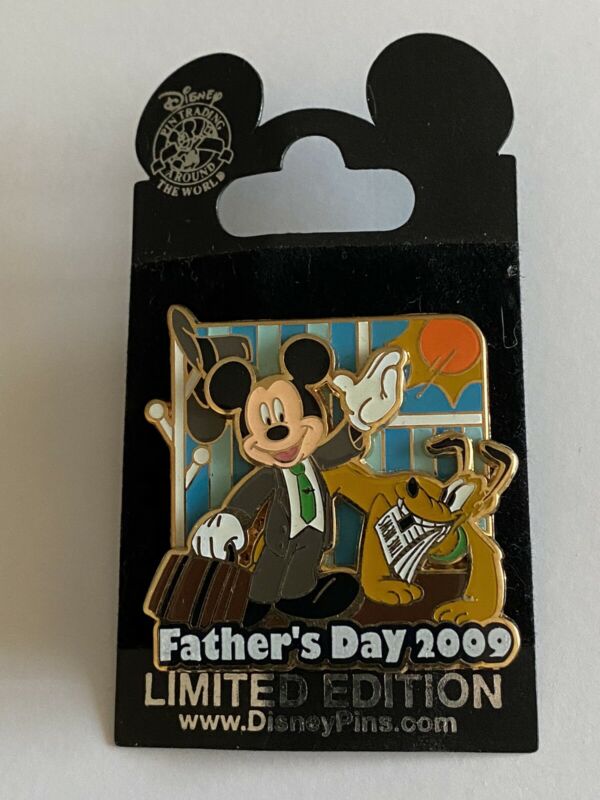 Disney
PIN TRADING
AROUND
THE WORLD
Father's Day 2009
LIMITED EDITION
www.DisneyPins.com